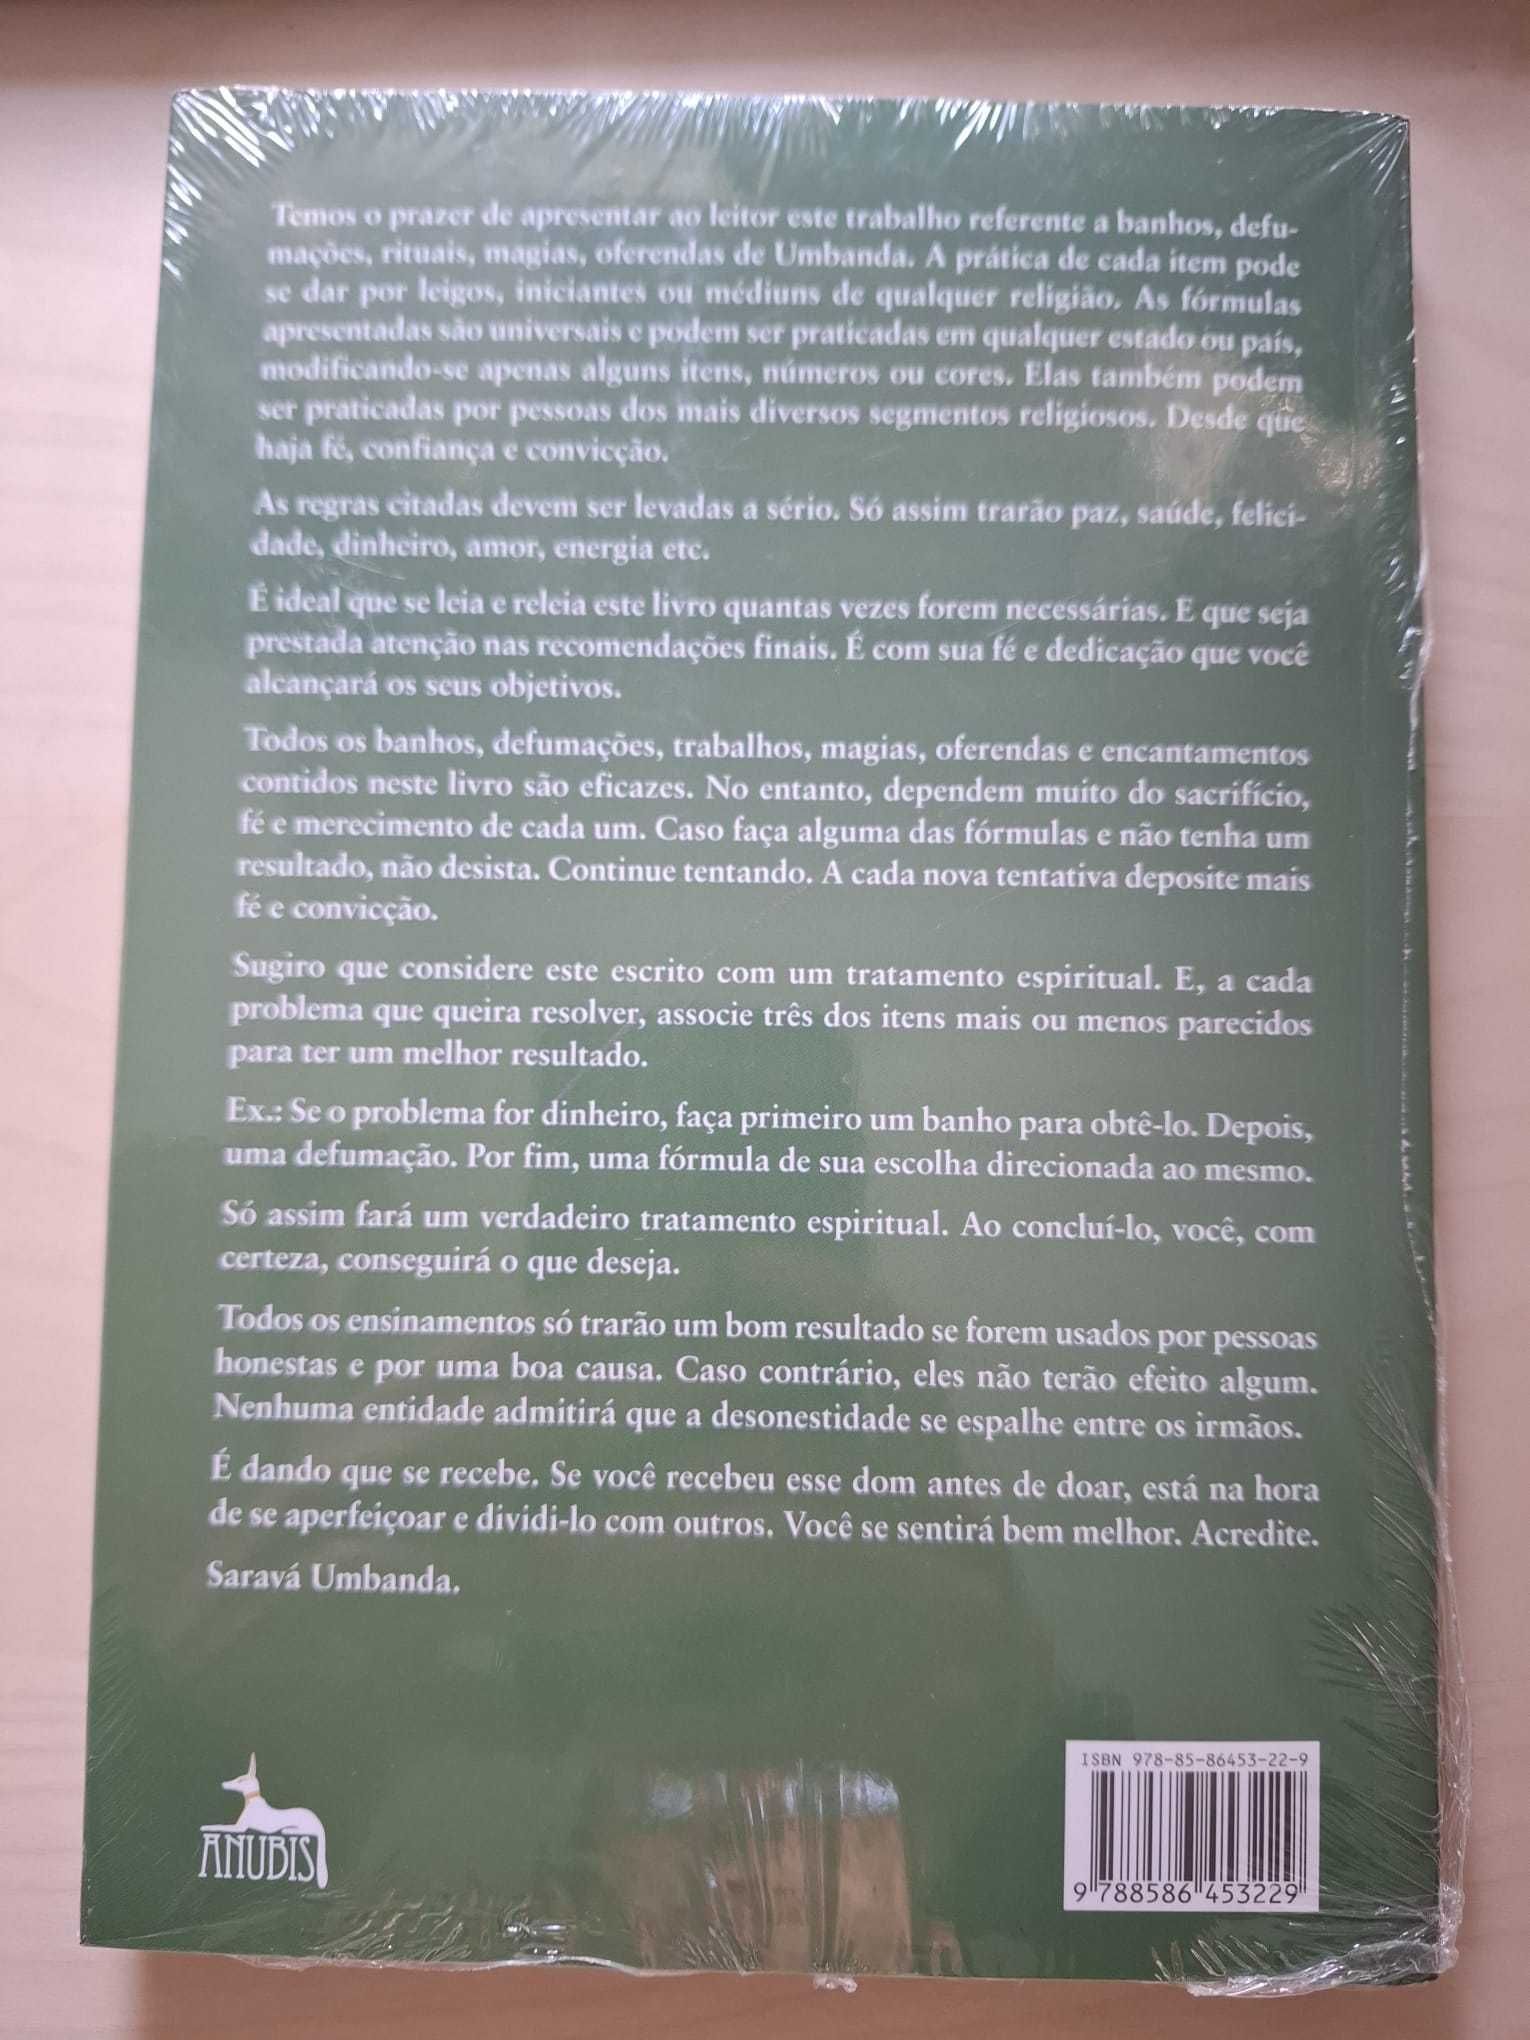 Temos o prazer de apresentar ao leitor este trabalho referente a banhos, defu-
mações, rituais, magias, oferendas de Umbanda. A prática de cada item pode
se dar por leigos, iniciantes ou médiuns de qualquer religião. As fórmulas
apresentadas são universais e podem ser praticadas em qualquer estado ou país,
modificando-se apenas alguns itens, números ou cores. Elas também podem
ser praticadas por pessoas dos mais diversos segmentos religiosos. Desde que
haja fé, confiança e convicção.
As regras citadas devem ser levadas a sério. Só assim trarão paz, saúde, felici-
dade, dinheiro, amor, energia etc.
É ideal que se leia e releia este livro quantas vezes forem necessárias. E que seja
prestada atenção nas recomendações finais. É com sua fé e dedicação que você
alcançará os seus objetivos.
Todos os banhos, defumações, trabalhos, magias, oferendas e encantamentos
contidos neste livro são eficazes. No entanto, dependem muito do sacrifício,
fé e merecimento de cada um. Caso faça alguma das fórmulas e não tenha um
resultado, não desista. Continue tentando. A cada nova tentativa deposite mais
fé e convicção.
Sugiro que considere este escrito com um tratamento espiritual. E, a cada
problema que queira resolver, associe três dos itens mais ou menos parecidos
para ter um melhor resultado.
Ex.: Se o problema for dinheiro, faça primeiro um banho para obtê-lo. Depois,
uma defumação. Por fim, uma fórmula de sua escolha direcionada ao mesmo.
Só assim fará um verdadeiro tratamento espiritual. Ao concluí-lo, você, com
certeza, conseguirá o que deseja.
Todos os ensinamentos só trarão um bom resultado se forem usados por pessoas
honestas e por uma boa causa. Caso contrário, eles não terão efeito algum.
Nenhuma entidade admitirá que a desonestidade se espalhe entre os irmãos.
É dando que se recebe. Se você recebeu esse dom antes de doar, está na hora
de se aperfeiçoar e dividi-lo com outros. Você se sentirá bem melhor. Acredite.
Saravá Umbanda.
ANUBIS
ISBN 978-85-86453-22-9
9 788586 453229